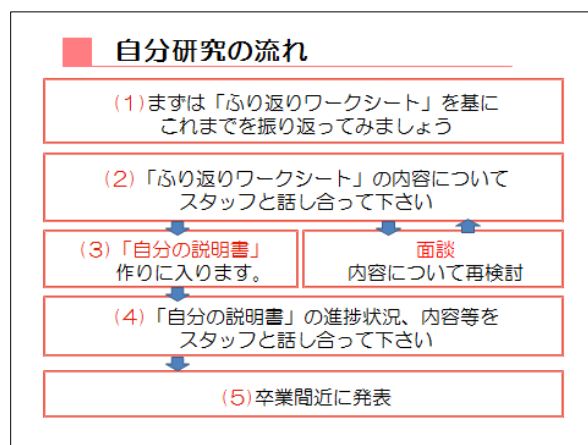 自分研究の流れ
(1)まずは「ふり返りワークシート」を基に
これまでを振り返ってみましょう
(2)「ふり返りワークシート」の内容について
スタッフと話し合って下さい
(3)「自分の説明書」
作りに入ります。
面談
内容について再検討
(4)「自分の説明書」の進捗状況、内容等を
スタッフと話し合って下さい
(5)卒業間近に発表